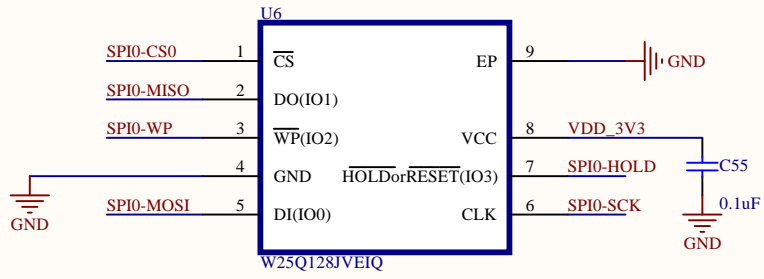 U6
SPI0-CS0 1 CS EP 9 GND
SPI0-MISO 2 DO(IO1)
SPI0-WP 3 WP(IO2) VCC 8 VDD_3V3
4 GND HOLDorRESET(IO3) 7 SPI0-HOLD C55
SPI0-MOSI 5 DI(IO0) CLK 6 SPI0-SCK 0.1uF
GND GND
W25Q128JVEIQ